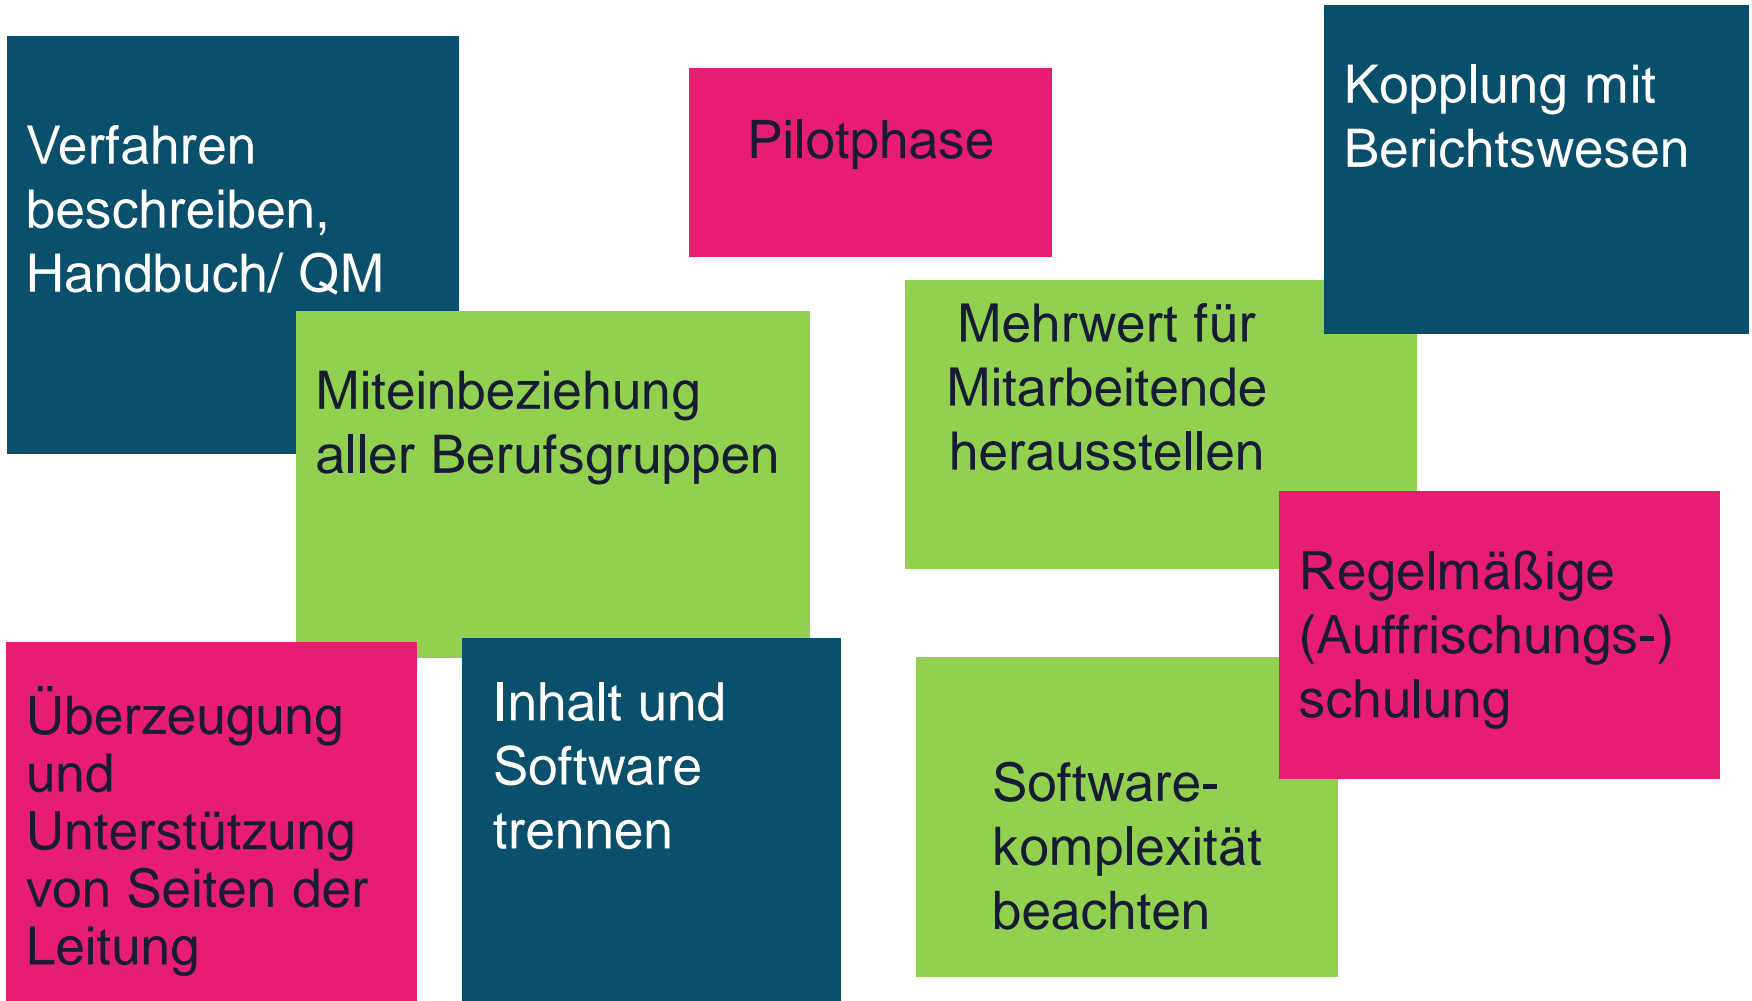 Verfahren
beschreiben,
Handbuch/ QM
Pilotphase
Kopplung mit
Berichtswesen
Miteinbeziehung
aller Berufsgruppen
Mehrwert für
Mitarbeitende
herausstellen
Regelmäßige
(Auffrischungs-)
schulung
Überzeugung
und
Unterstützung
von Seiten der
Leitung
Inhalt und
Software
trennen
Software-
komplexität
beachten